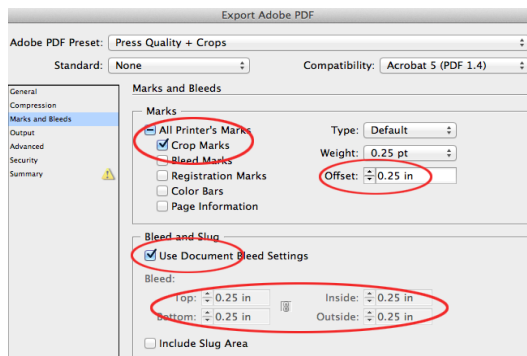 Export Adobe PDF
Adobe PDF Preset: Press Quality + Crops
Standard: None Compatibility: Acrobat 5 (PDF 1.4)
General
Compression
Marks and Bleeds
Output
Advanced
Security
Summary
Marks and Bleeds
Marks
All Printer's Marks
Crop Marks
Bleed Marks
Registration Marks
Color Bars
Page Information
Type: Default
Weight: 0.25 pt
Offset: 0.25 in
Bleed and Slug
Use Document Bleed Settings
Bleed:
Top: 0.25 in Inside: 0.25 in
Bottom: 0.25 in Outside: 0.25 in
Include Slug Area